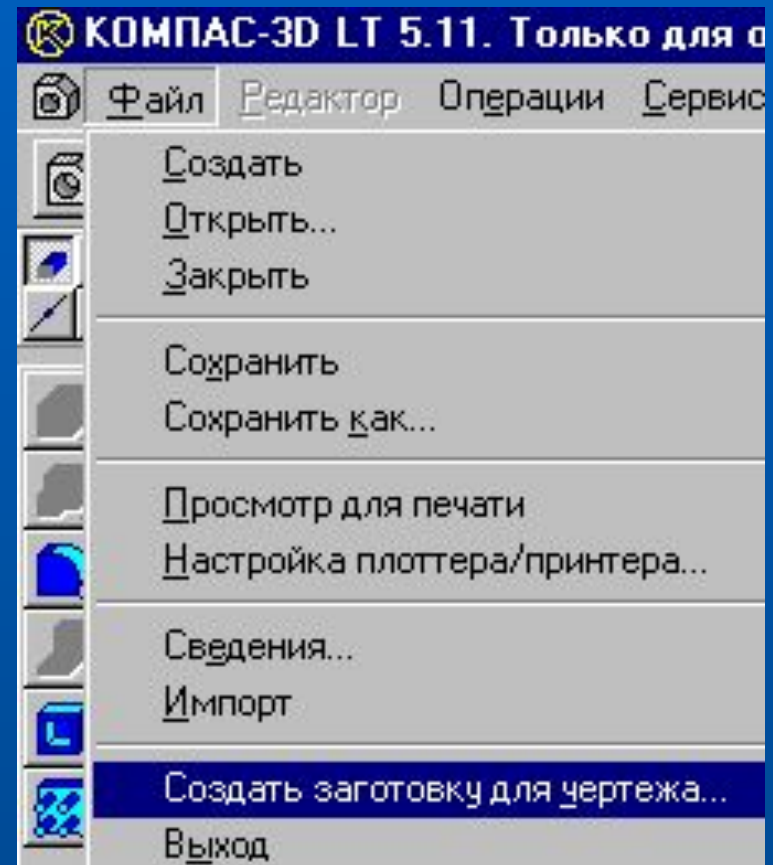 КОМПАС-3D LT 5.11. Только для о
Файл Редактор Операции Сервис
Создать
Открыть...
Закрыть
Сохранить
Сохранить как...
Просмотр для печати
Настройка плоттера/принтера...
Сведения...
Импорт
Создать заготовку для чертежа...
Выход